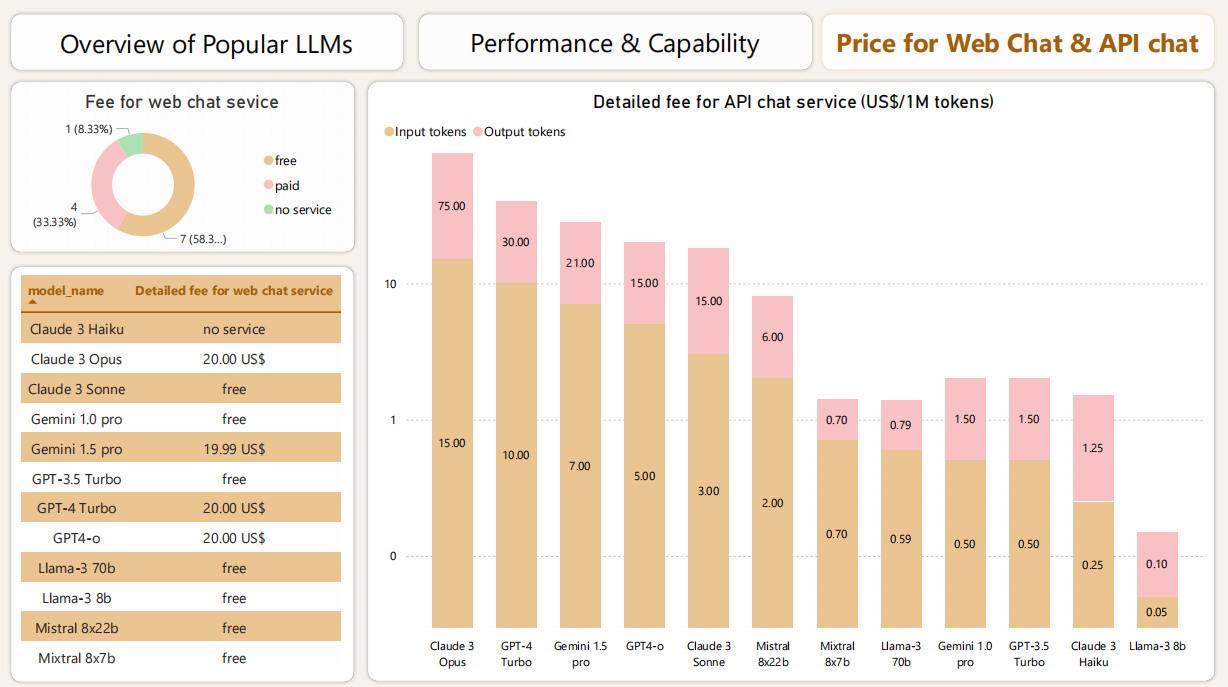 Overview of Popular LLMs
Performance & Capability
Price for Web Chat & API chat
Fee for web chat sevice
1 (8.33%)
4
(33.33%)
7 (58.3...)
free
paid
no service
model_name Detailed fee for web chat service
Claude 3 Haiku no service
Claude 3 Opus 20.00 US$
Claude 3 Sonne free
Gemini 1.0 pro free
Gemini 1.5 pro 19.99 US$
GPT-3.5 Turbo free
GPT-4 Turbo 20.00 US$
GPT4-o 20.00 US$
Llama-3 70b free
Llama-3 8b free
Mistral 8x22b free
Mixtral 8x7b free
Detailed fee for API chat service (US$/1M tokens)
Input tokens Output tokens
10
1
0
75.00
15.00
30.00
10.00
21.00
7.00
15.00
5.00
15.00
3.00
6.00
2.00
0.70
0.70
0.79
0.59
1.50
0.50
1.50
0.50
1.25
0.25
0.10
0.05
Claude 3
Opus
GPT-4
Turbo
Gemini 1.5
pro
GPT4-o
Claude 3
Sonne
Mistral
8x22b
Mixtral
8x7b
Llama-3
70b
Gemini 1.0
pro
GPT-3.5
Turbo
Claude 3
Haiku
Llama-3 8b